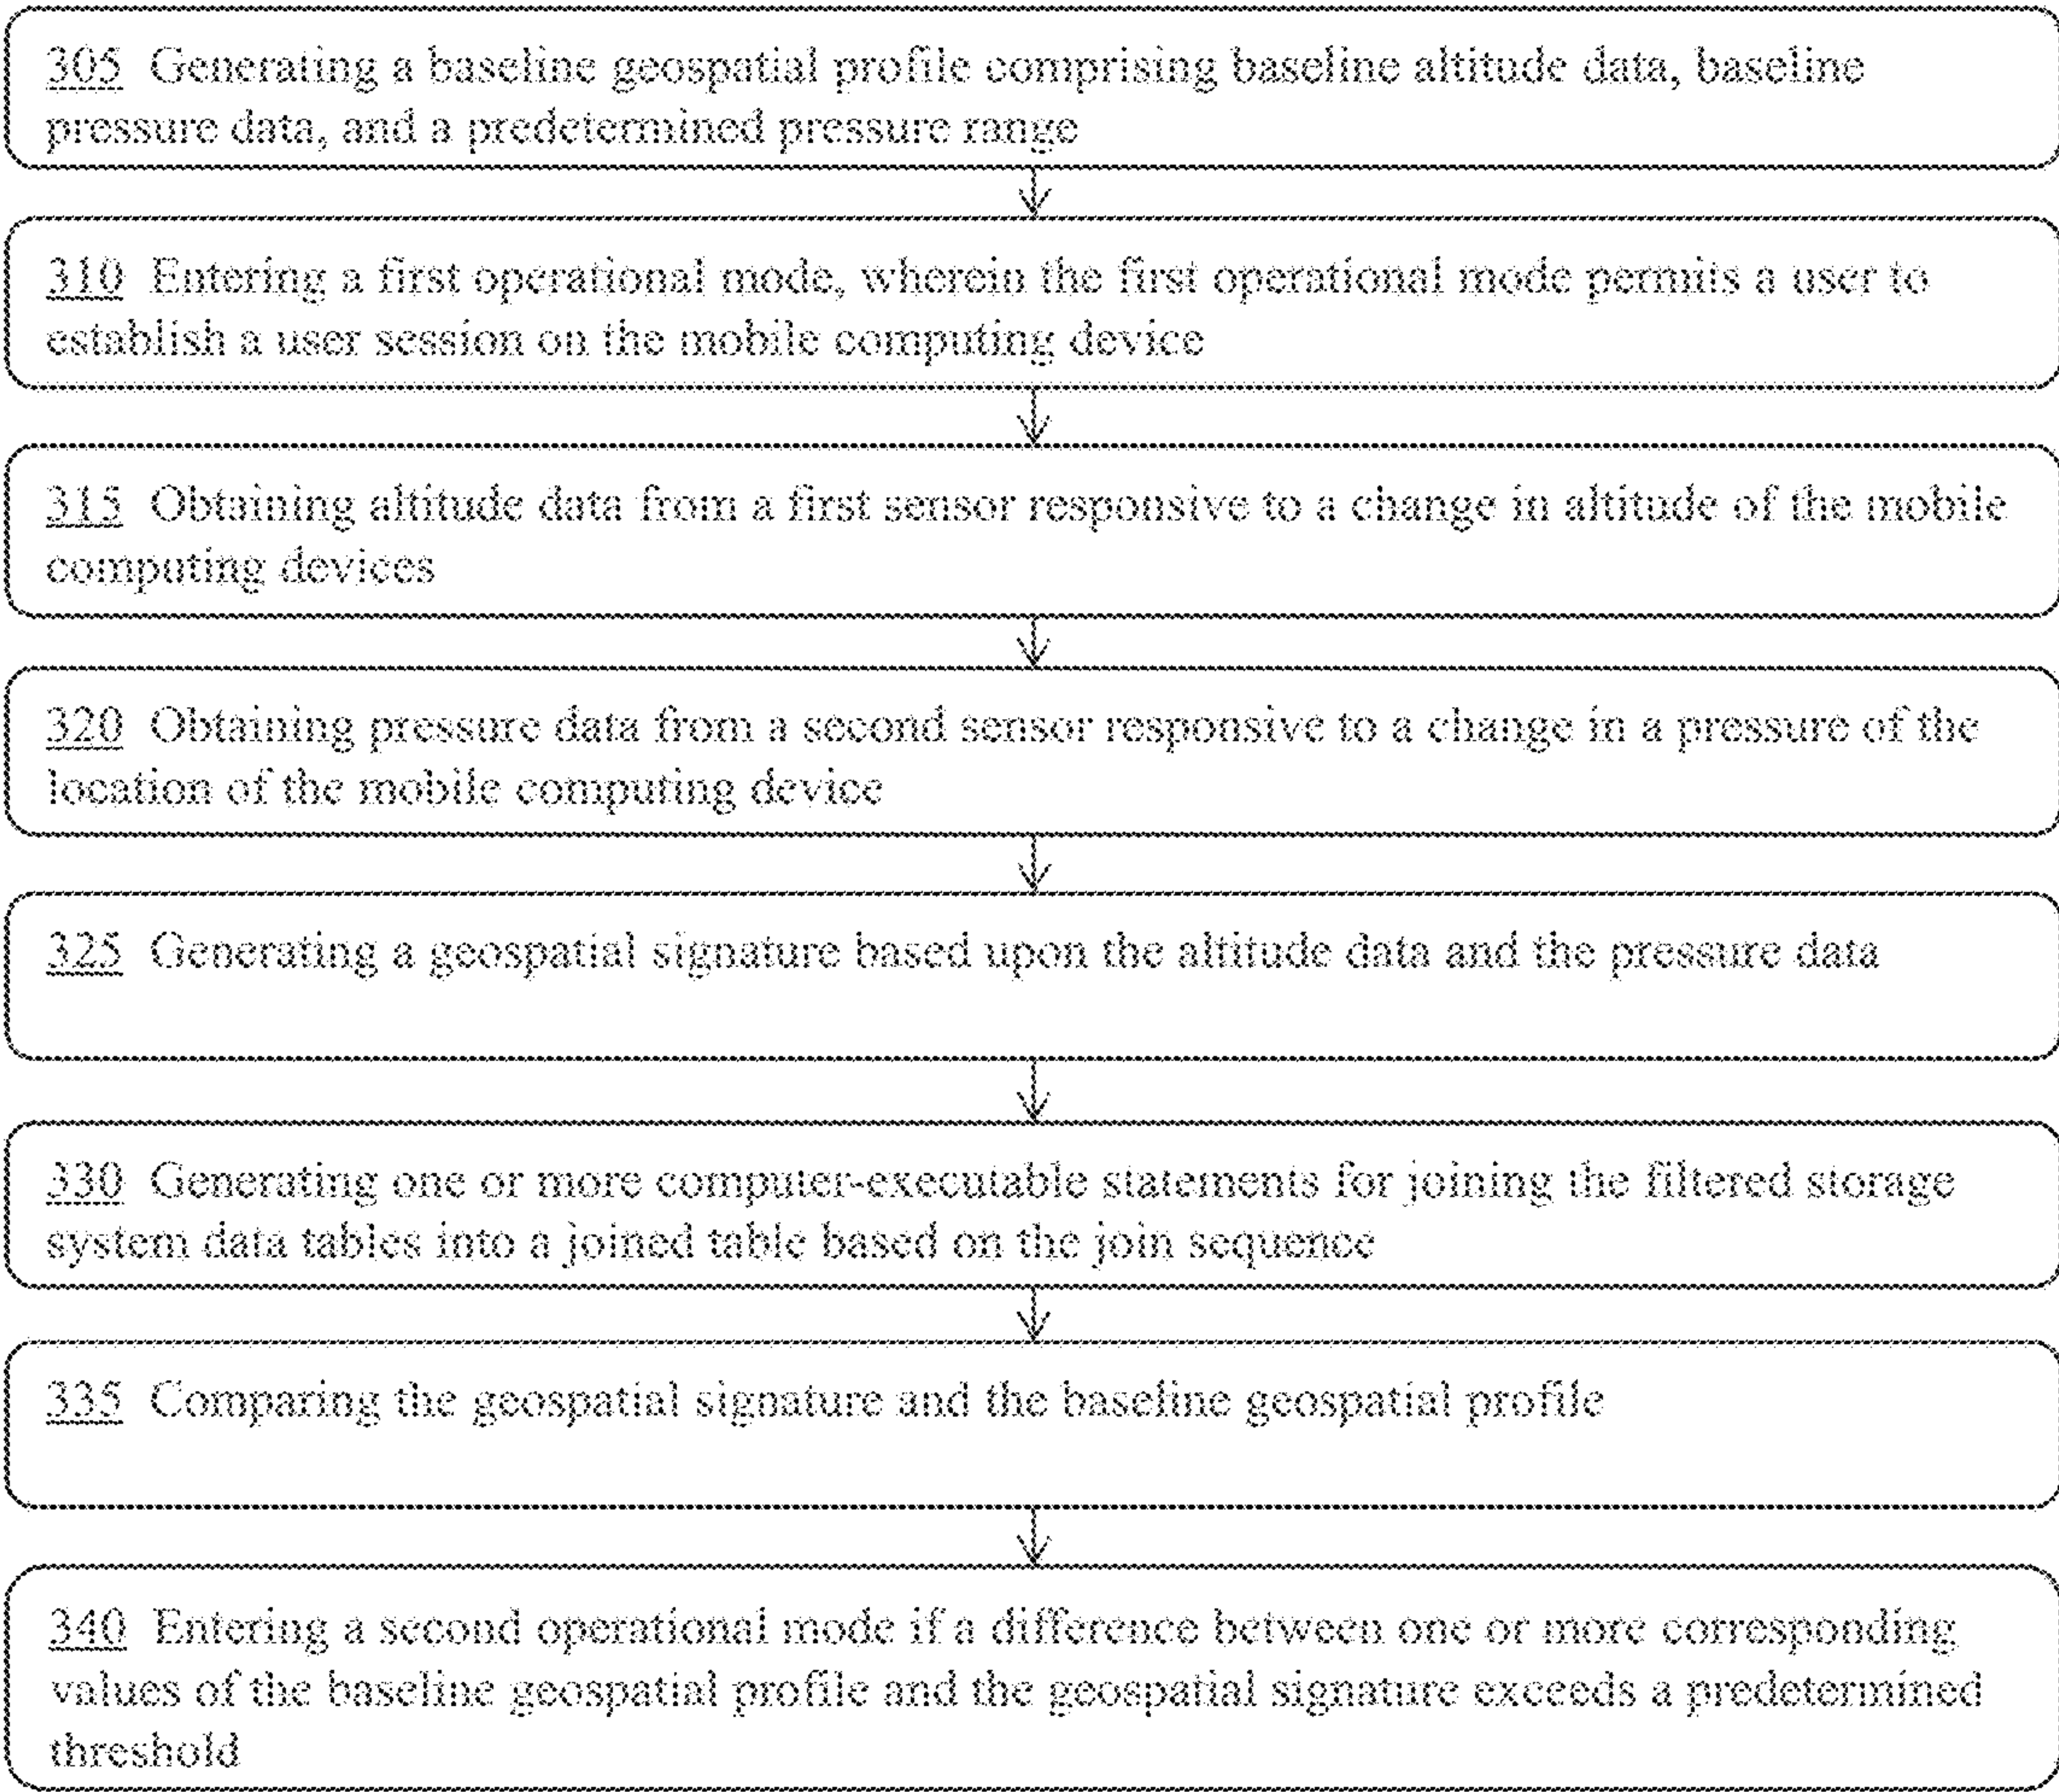 305 Generating a baseline geospatial profile comprising baseline altitude data, baseline
pressure data, and a predetermined pressure range
310 Entering a first operational mode, wherein the first operational mode permits a user to
establish a user session on the mobile computing device
315 Obtaining altitude data from a first sensor responsive to a change in altitude of the mobile
computing devices
320 Obtaining pressure data from a second sensor responsive to a change in a pressure of the
location of the mobile computing device
325 Generating a geospatial signature based upon the altitude data and the pressure data
330 Generating one or more computer-executable statements for joining the filtered storage
system data tables into a joined table based on the join sequence
335 Comparing the geospatial signature and the baseline geospatial profile
340 Entering a second operational mode if a difference between one or more corresponding
values of the baseline geospatial profile and the geospatial signature exceeds a predetermined
threshold